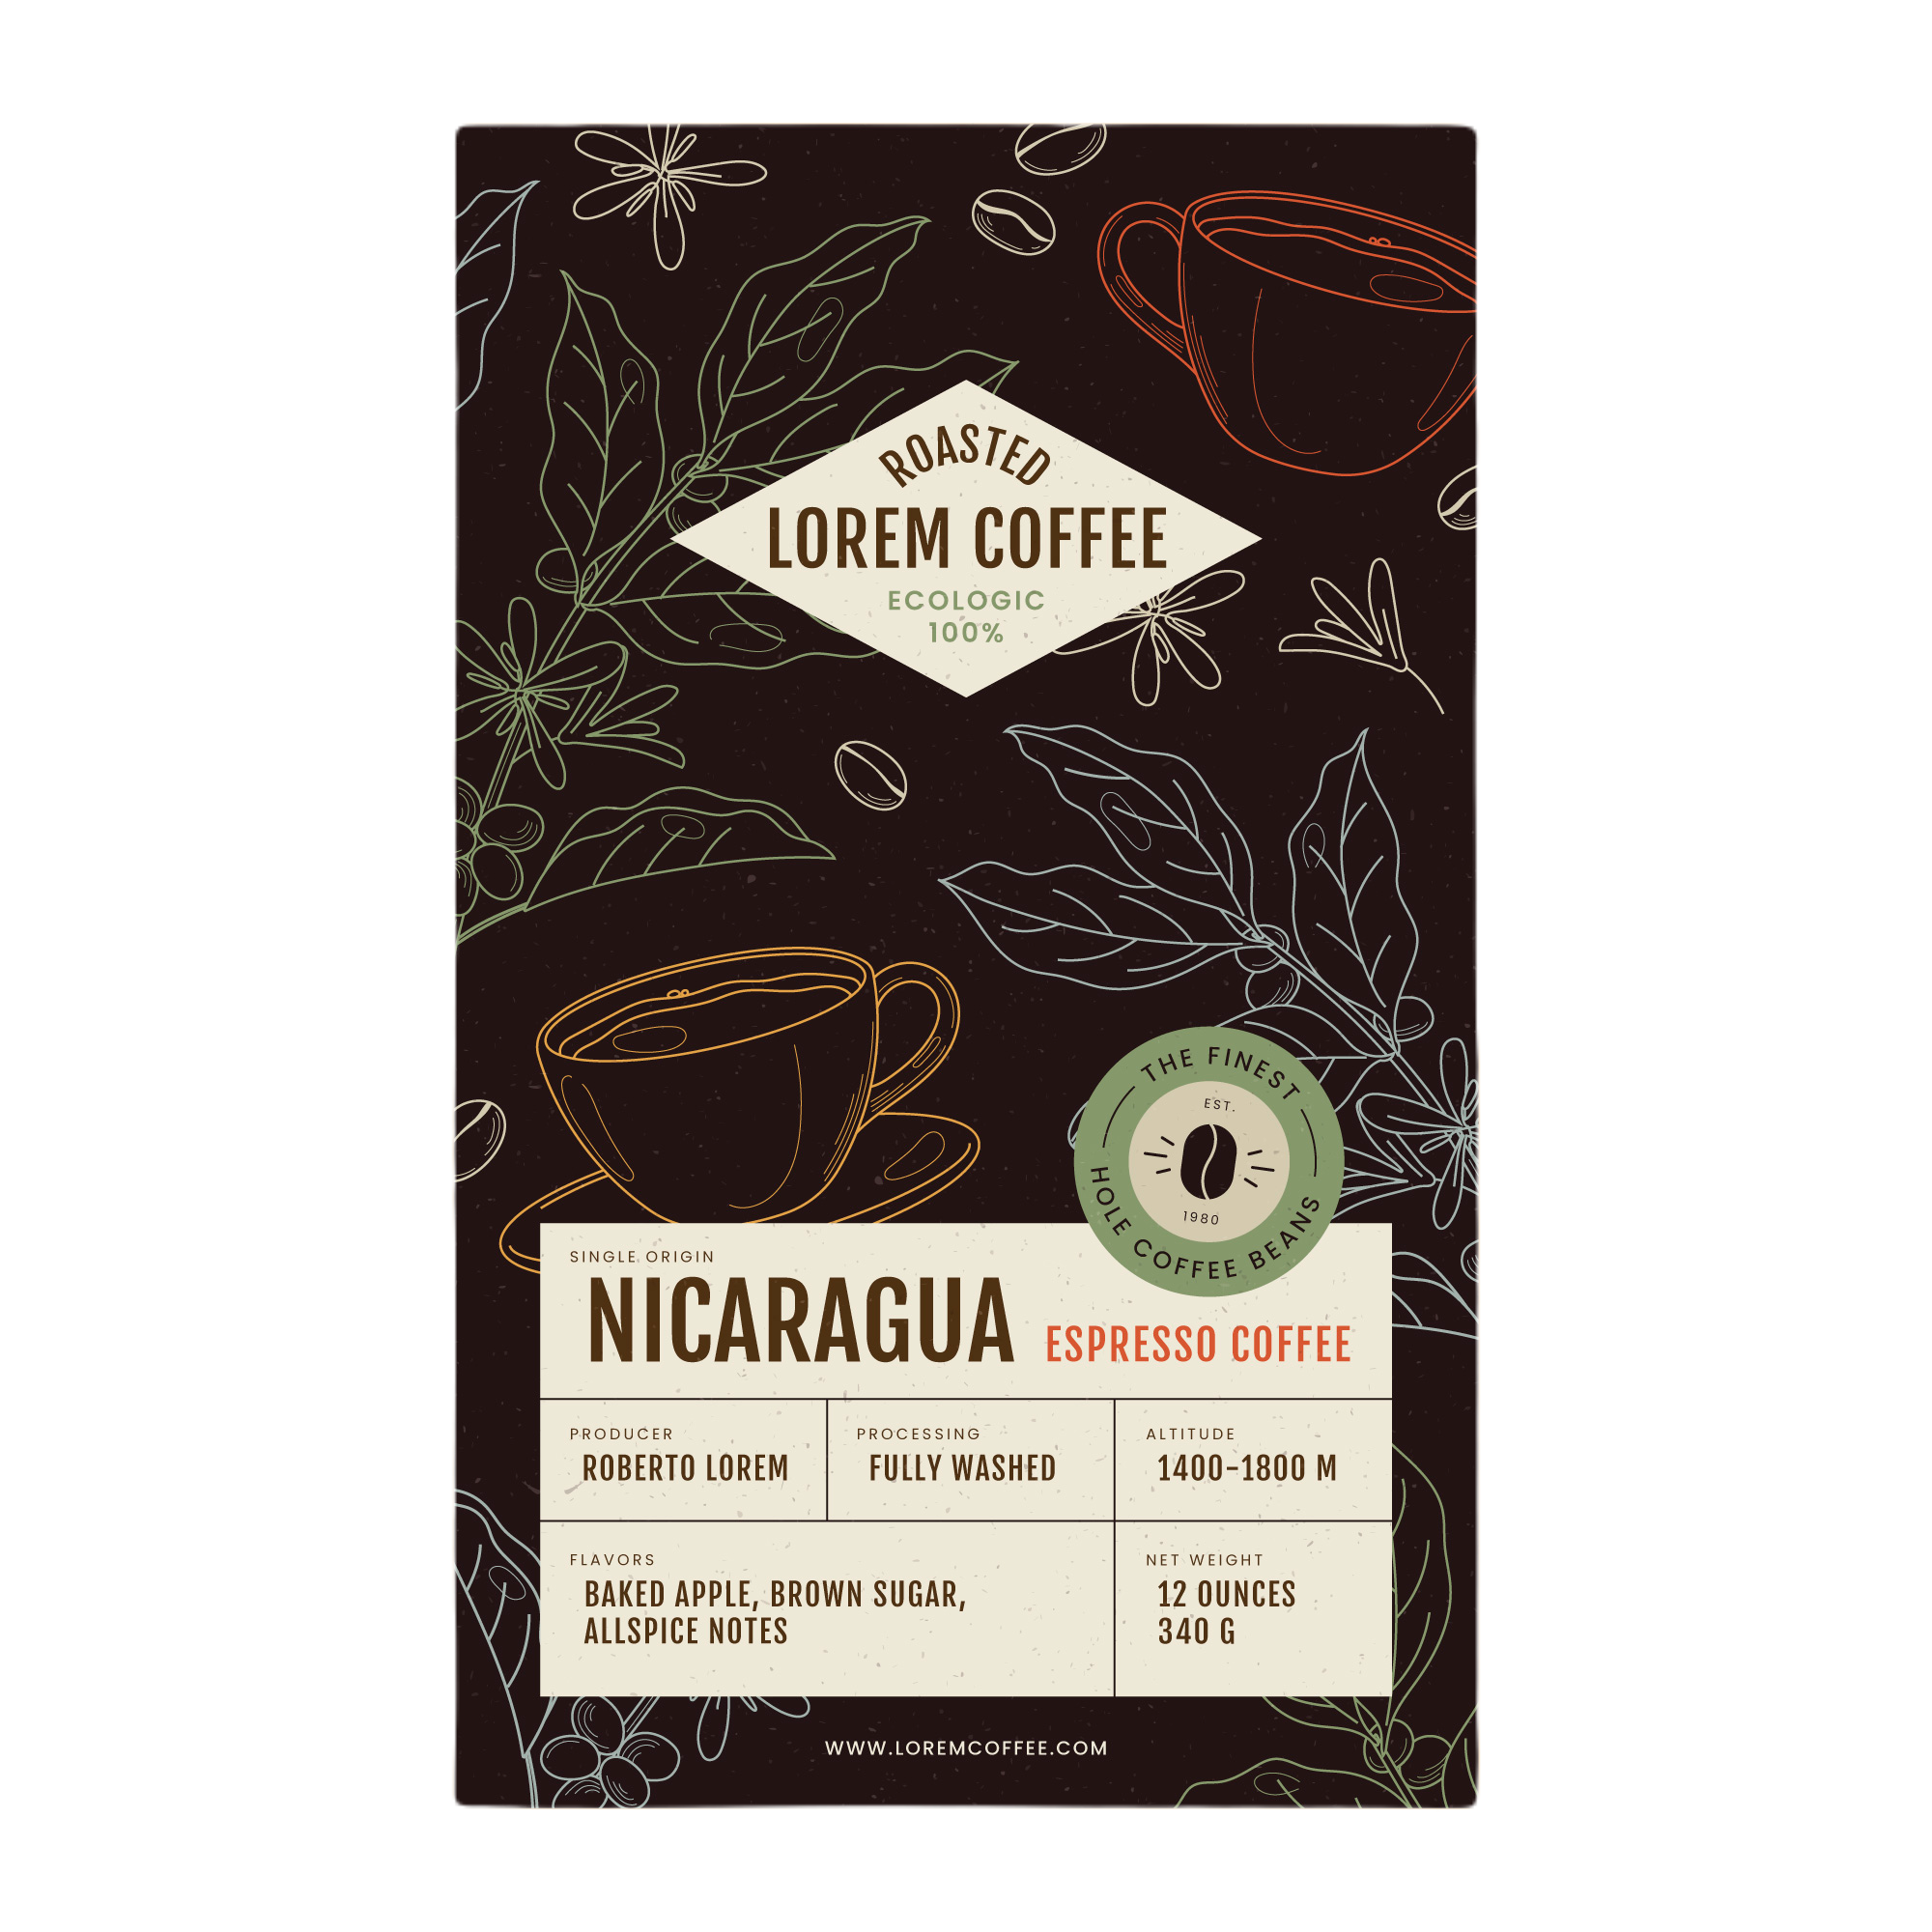 ROASTED
LOREM COFFEE
ECOLOGIC
100%
THE FINEST
EST.
1980
HOLE COFFEE BEANS
SINGLE ORIGIN
NICARAGUA
ESPRESSO COFFEE
PRODUCER
ROBERTO LOREM
PROCESSING
FULLY WASHED
ALTITUDE
1400-1800 M
FLAVORS
BAKED APPLE, BROWN SUGAR,
ALLSPICE NOTES
NET WEIGHT
12 OUNCES
340 G
WWW.LOREMCOFFEE.COM